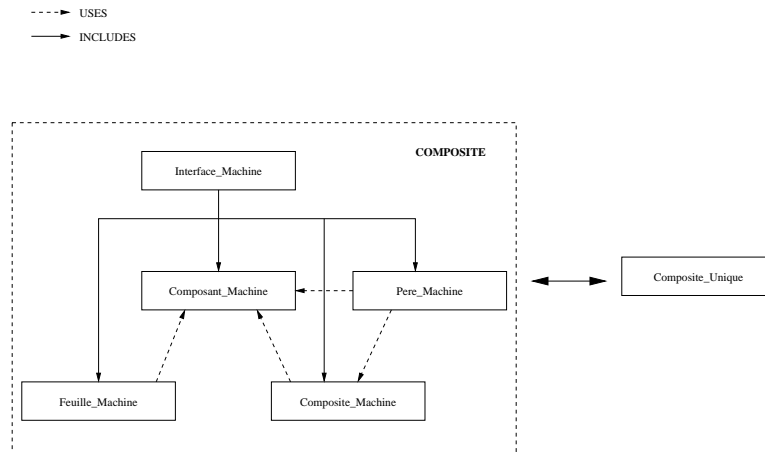 USES
INCLUDES
COMPOSITE
Interface_Machine
Composant_Machine
Pere_Machine
Composite_Unique
Feuille_Machine
Composite_Machine